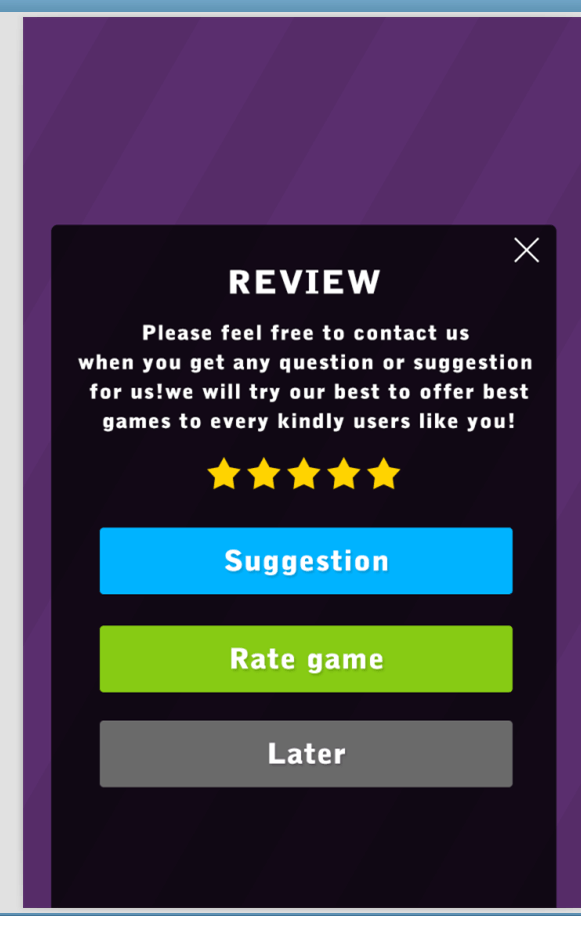 REVIEW
Please feel free to contact us
when you get any question or suggestion
for us!we will try our best to offer best
games to every kindly users like you!
Suggestion
Rate game
Later